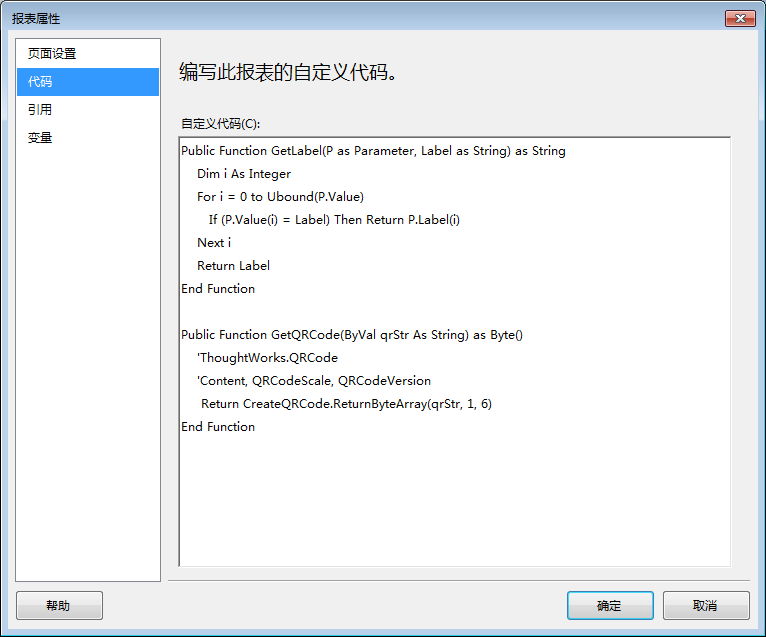 报表属性
页面设置
代码
引用
变量
编写此报表的自定义代码。
自定义代码(C):
Public Function GetLabel(P as Parameter, Label as String) as String
Dim i As Integer
For i = 0 to Ubound(P.Value)
If (P.Value(i) = Label) Then Return P.Label(i)
Next i
Return Label
End Function
Public Function GetQRCode(ByVal qrStr As String) as Byte()
'ThoughtWorks.QRCode
'Content, QRCodeScale, QRCodeVersion
Return CreateQRCode.ReturnByteArray(qrStr, 1, 6)
End Function
帮助
确定
取消